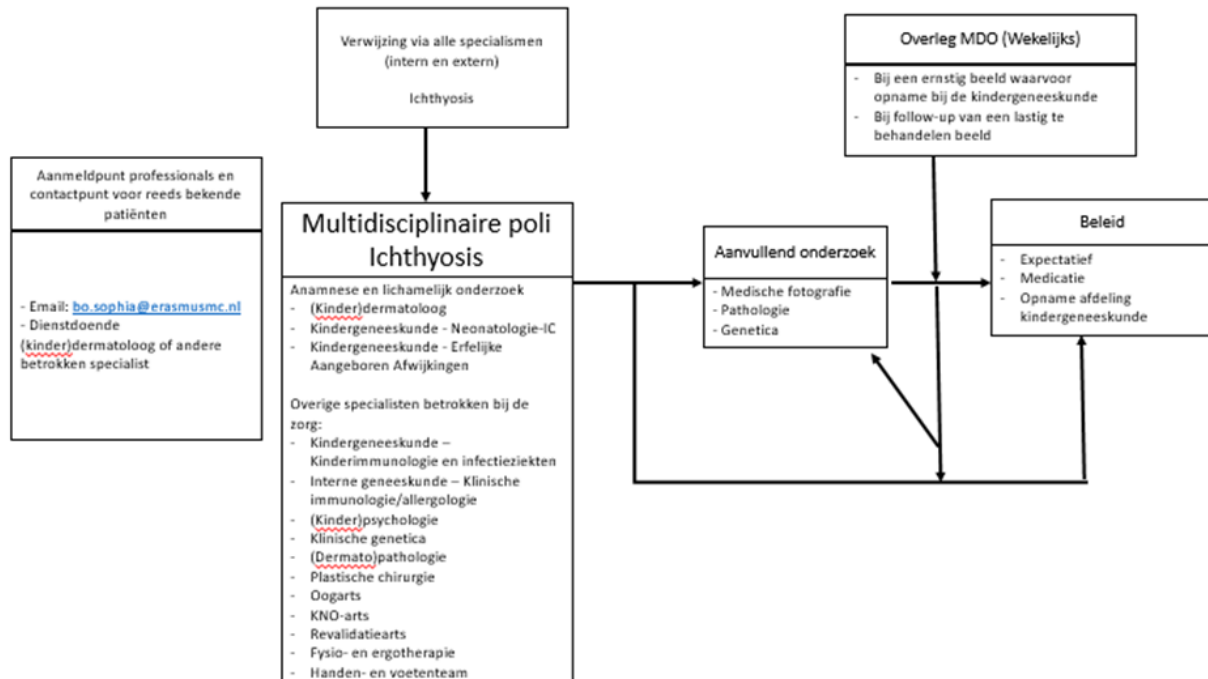 Verwijzing via alle specialismen
(intern en extern)
Ichthyosis
Overleg MDO (Wekelijks)
- Bij een ernstig beeld waarvoor
opname bij de kindergeneeskunde
- Bij follow-up van een lastig te
behandelen beeld
Aanmeldpunt professionals en
contactpunt voor reeds bekende
patiënten
- Email: bo.sophia@erasmusmc.nl
- Dienstdoende
(kinder)dermatoloog of andere
betrokken specialist
Multidisciplinaire poli
Ichthyosis
Anamnese en lichamelijk onderzoek
- (Kinder)dermatoloog
- Kindergeneeskunde - Neonatologie-IC
- Kindergeneeskunde - Erfelijke
Aangeboren Afwijkingen
Overige specialisten betrokken bij de
zorg:
- Kindergeneeskunde –
Kinderimmunologie en infectieziekten
- Interne geneeskunde – Klinische
immunologie/allergologie
- (Kinder)psychologie
- Klinische genetica
- (Dermato)pathologie
- Plastische chirurgie
- Oogarts
- KNO-arts
- Revalidatiearts
- Fysio- en ergotherapie
- Handen- en voetenteam
Aanvullend onderzoek
- Medische fotografie
- Pathologie
- Genetica
Beleid
- Expectatief
- Medicatie
- Opname afdeling
kindergeneeskunde